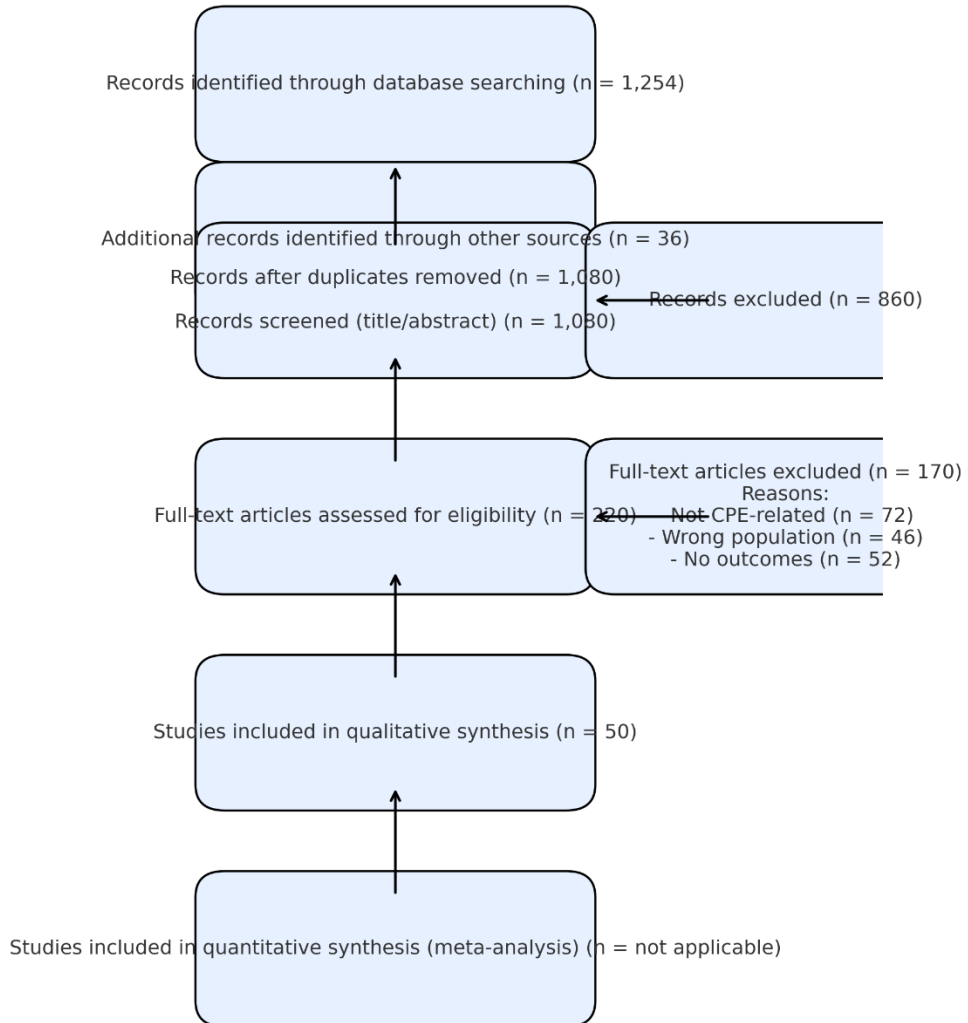 Records identified through database searching (n = 1,254)
Additional records identified through other sources (n = 36)
Records after duplicates removed (n = 1,080)
Records screened (title/abstract) (n = 1,080)
Records excluded (n = 860)
Full-text articles assessed for eligibility (n = 220)
Full-text articles excluded (n = 170)
Reasons:
- Not CPE-related (n = 72)
- Wrong population (n = 46)
- No outcomes (n = 52)
Studies included in qualitative synthesis (n = 50)
Studies included in quantitative synthesis (meta-analysis) (n = not applicable)